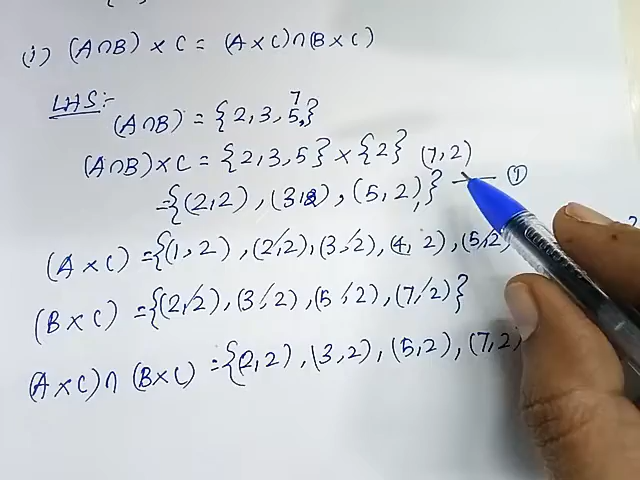 (i) (A∩B) × C = (A×C)∩(B×C)
LHS:-
7
(A∩B) = {2,3,5,}
(A∩B)×C = {2,3,5} × {2} (7,2)
={(2,2), (3,2), (5,2),} — ①
(A×C) ={(1,2), (2,2), (3,2), (4,2), (5,2)
(B×C) ={(2,2), (3,2), (5,2), (7,2)}
(A×C)∩ (B×C) ={(2,2), (3,2), (5,2), (7,2)